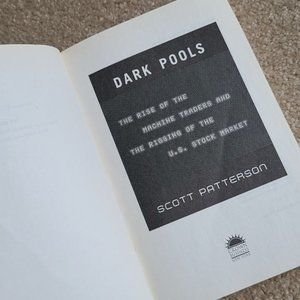 DARK POOLS
THE RISE OF THE
MACHINE TRADERS AND
THE RIGGING OF THE
U.S. STOCK MARKET
SCOTT PATTERSON